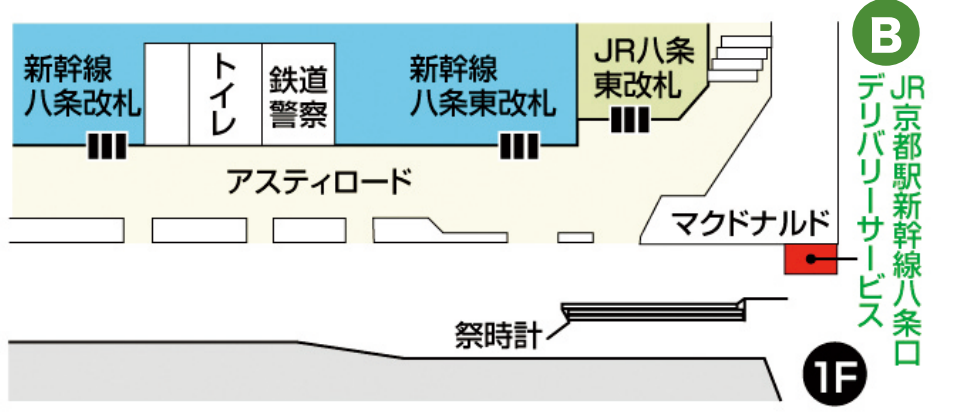 新幹線
八条改札
トイレ
鉄道
警察
新幹線
八条東改札
JR八条
東改札
B
JR京都駅新幹線八条口
デリバリーサービス
アスティロード
マクドナルド
祭時計
1F